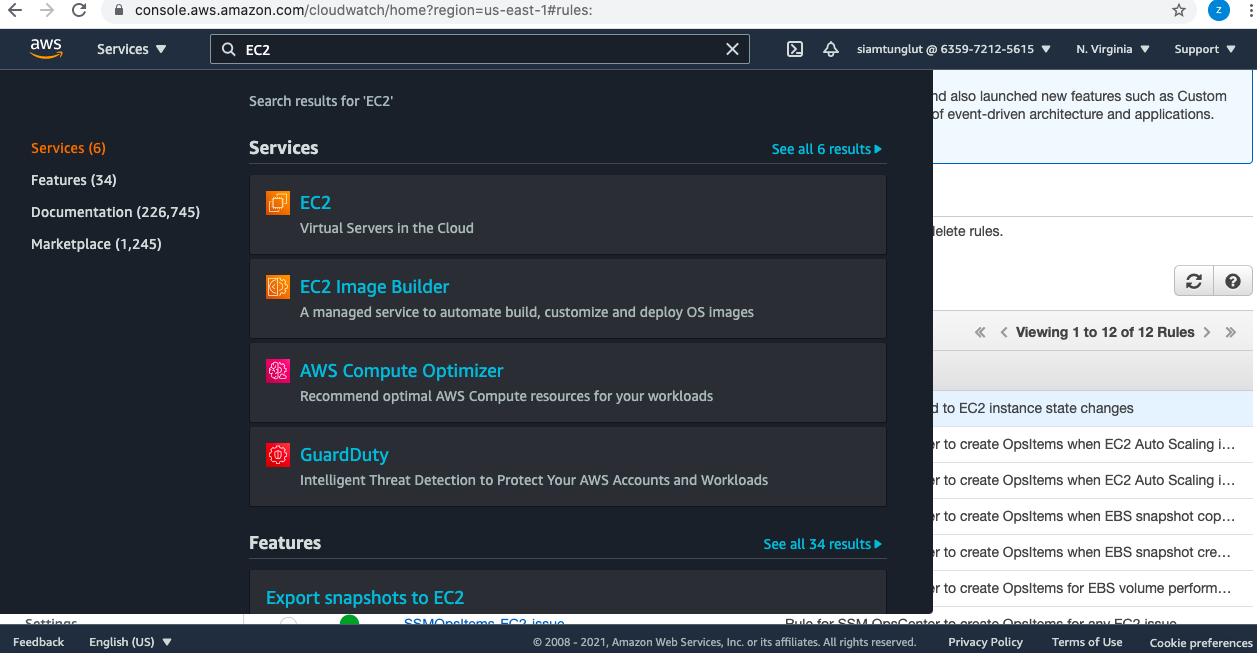 console.aws.amazon.com/cloudwatch/home?region=us-east-1#rules:
z
aws
Services
EC2
siamtunglut @ 6359-7212-5615
N. Virginia
Support
Search results for 'EC2'
Services (6)
Features (34)
Documentation (226,745)
Marketplace (1,245)
Services
See all 6 results
EC2
Virtual Servers in the Cloud
EC2 Image Builder
A managed service to automate build, customize and deploy OS images
AWS Compute Optimizer
Recommend optimal AWS Compute resources for your workloads
GuardDuty
Intelligent Threat Detection to Protect Your AWS Accounts and Workloads
Features
See all 34 results
Export snapshots to EC2
nd also launched new features such as Custom
of event-driven architecture and applications.
delete rules.
Viewing 1 to 12 of 12 Rules
d to EC2 instance state changes
er to create OpsItems when EC2 Auto Scaling i...
er to create OpsItems when EC2 Auto Scaling i...
er to create OpsItems when EBS snapshot cop...
er to create OpsItems when EBS snapshot cre...
er to create OpsItems for EBS volume perform...
Settings
SSMOpsItems-EC2-issue
Rule for SSM OpsCenter to create OpsItems for any EC2 issue
Feedback
English (US)
© 2008 - 2021, Amazon Web Services, Inc. or its affiliates. All rights reserved.
Privacy Policy
Terms of Use
Cookie preferences